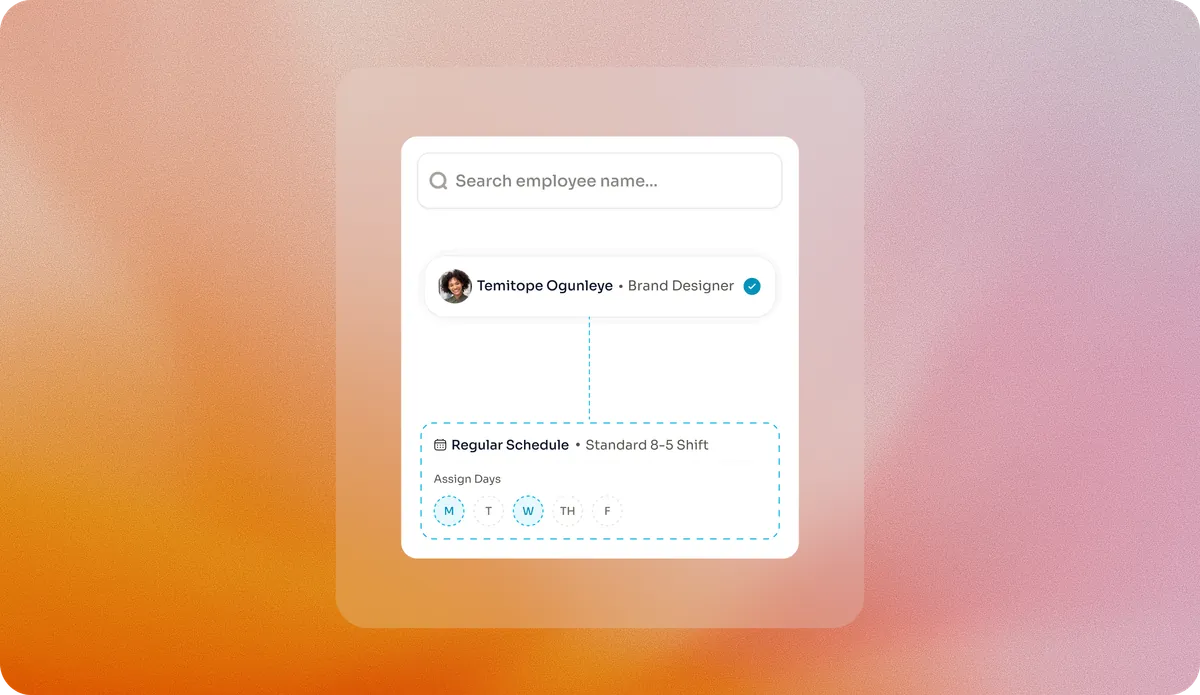 Search employee name...
Temitope Ogunleye • Brand Designer
Regular Schedule • Standard 8-5 Shift
Assign Days
M T W TH F